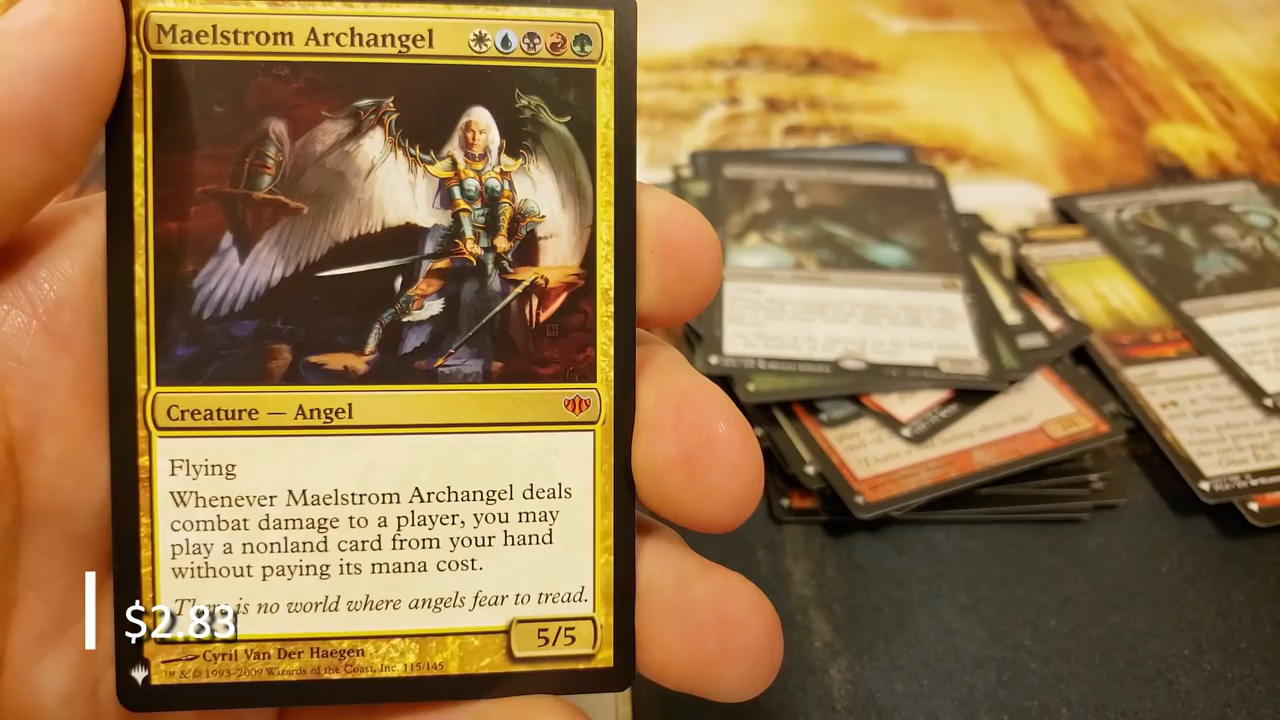 Maelstrom Archangel
Creature — Angel
Flying
Whenever Maelstrom Archangel deals
combat damage to a player, you may
play a nonland card from your hand
without paying its mana cost.
There is no world where angels fear to tread.
$2.83
5/5
Cyril Van Der Haegen
™ & © 1993–2009 Wizards of the Coast, Inc. 115/145